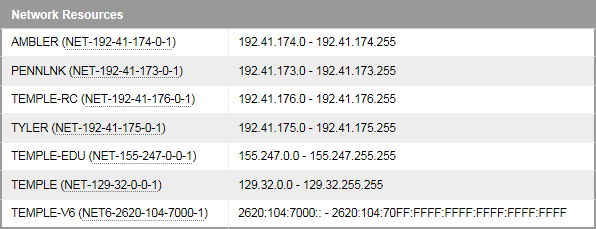 Network Resources
AMBLER (NET-192-41-174-0-1) 192.41.174.0 - 192.41.174.255
PENNLNK (NET-192-41-173-0-1) 192.41.173.0 - 192.41.173.255
TEMPLE-RC (NET-192-41-176-0-1) 192.41.176.0 - 192.41.176.255
TYLER (NET-192-41-175-0-1) 192.41.175.0 - 192.41.175.255
TEMPLE-EDU (NET-155-247-0-0-1) 155.247.0.0 - 155.247.255.255
TEMPLE (NET-129-32-0-0-1) 129.32.0.0 - 129.32.255.255
TEMPLE-V6 (NET6-2620-104-7000-1) 2620:104:7000:: - 2620:104:70FF:FFFF:FFFF:FFFF:FFFF:FFFF